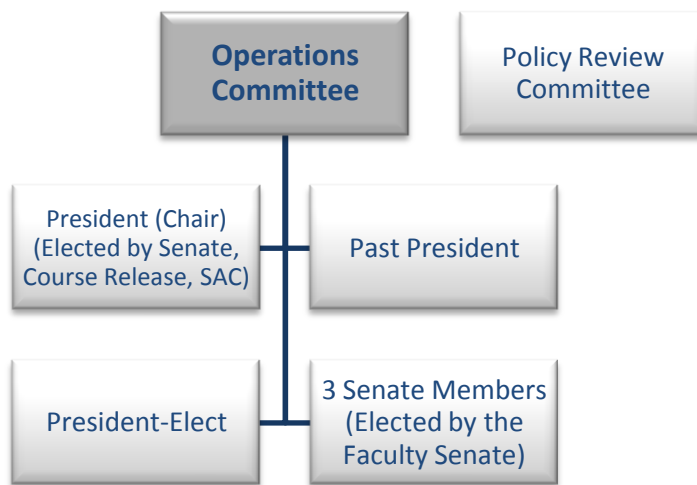 Operations
Committee
Policy Review
Committee
President (Chair)
(Elected by Senate,
Course Release, SAC)
Past President
President-Elect
3 Senate Members
(Elected by the
Faculty Senate)